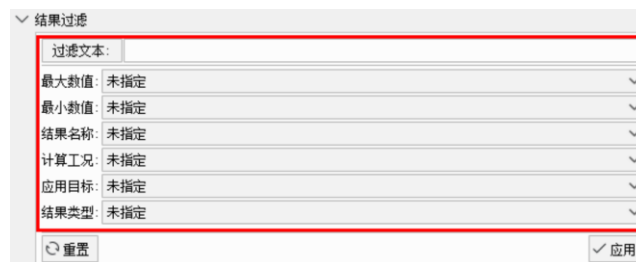 结果过滤
过滤文本:
最大数值: 未指定
最小数值: 未指定
结果名称: 未指定
计算工况: 未指定
应用目标: 未指定
结果类型: 未指定
重置 应用